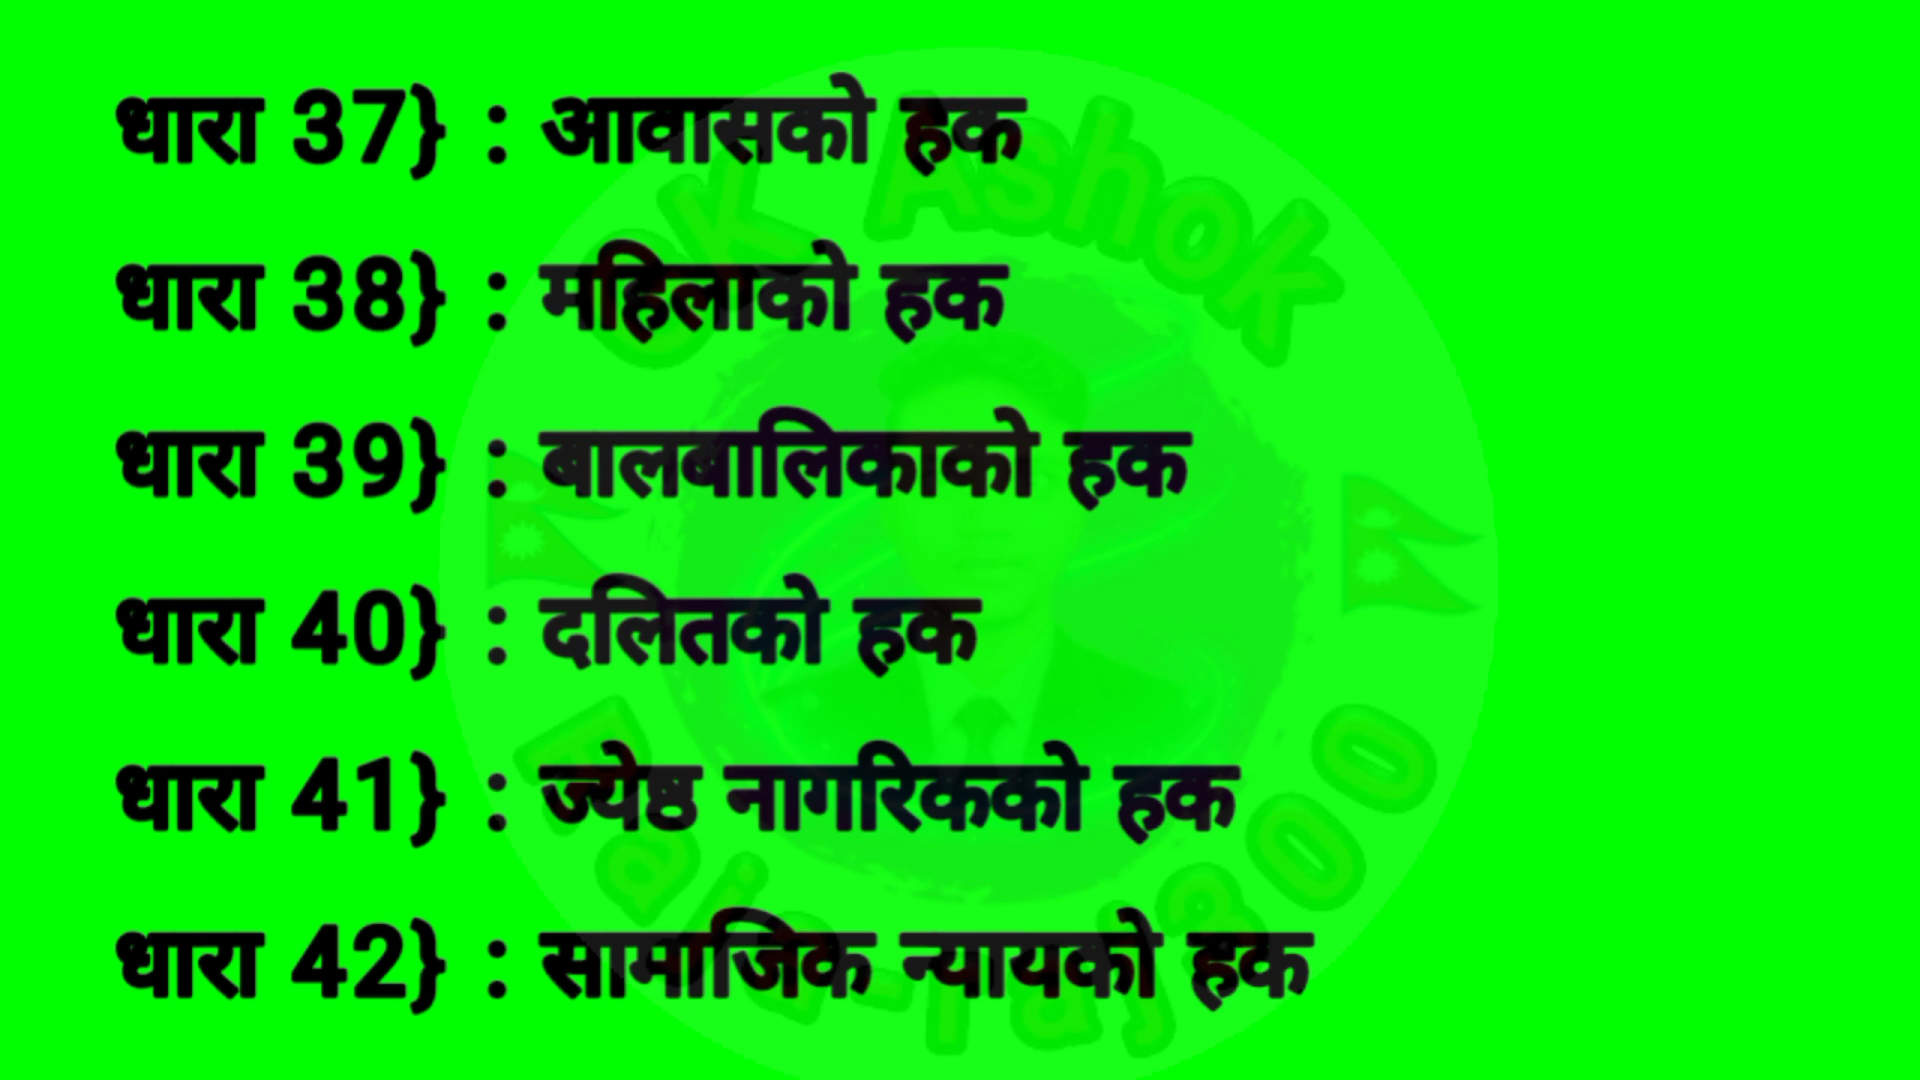 धारा 37} : आवासको हक
धारा 38} : महिलाको हक
धारा 39} : बालबालिकाको हक
धारा 40} : दलितको हक
धारा 41} : ज्येष्ठ नागरिकको हक
धारा 42} : सामाजिक न्यायको हक
Ashok